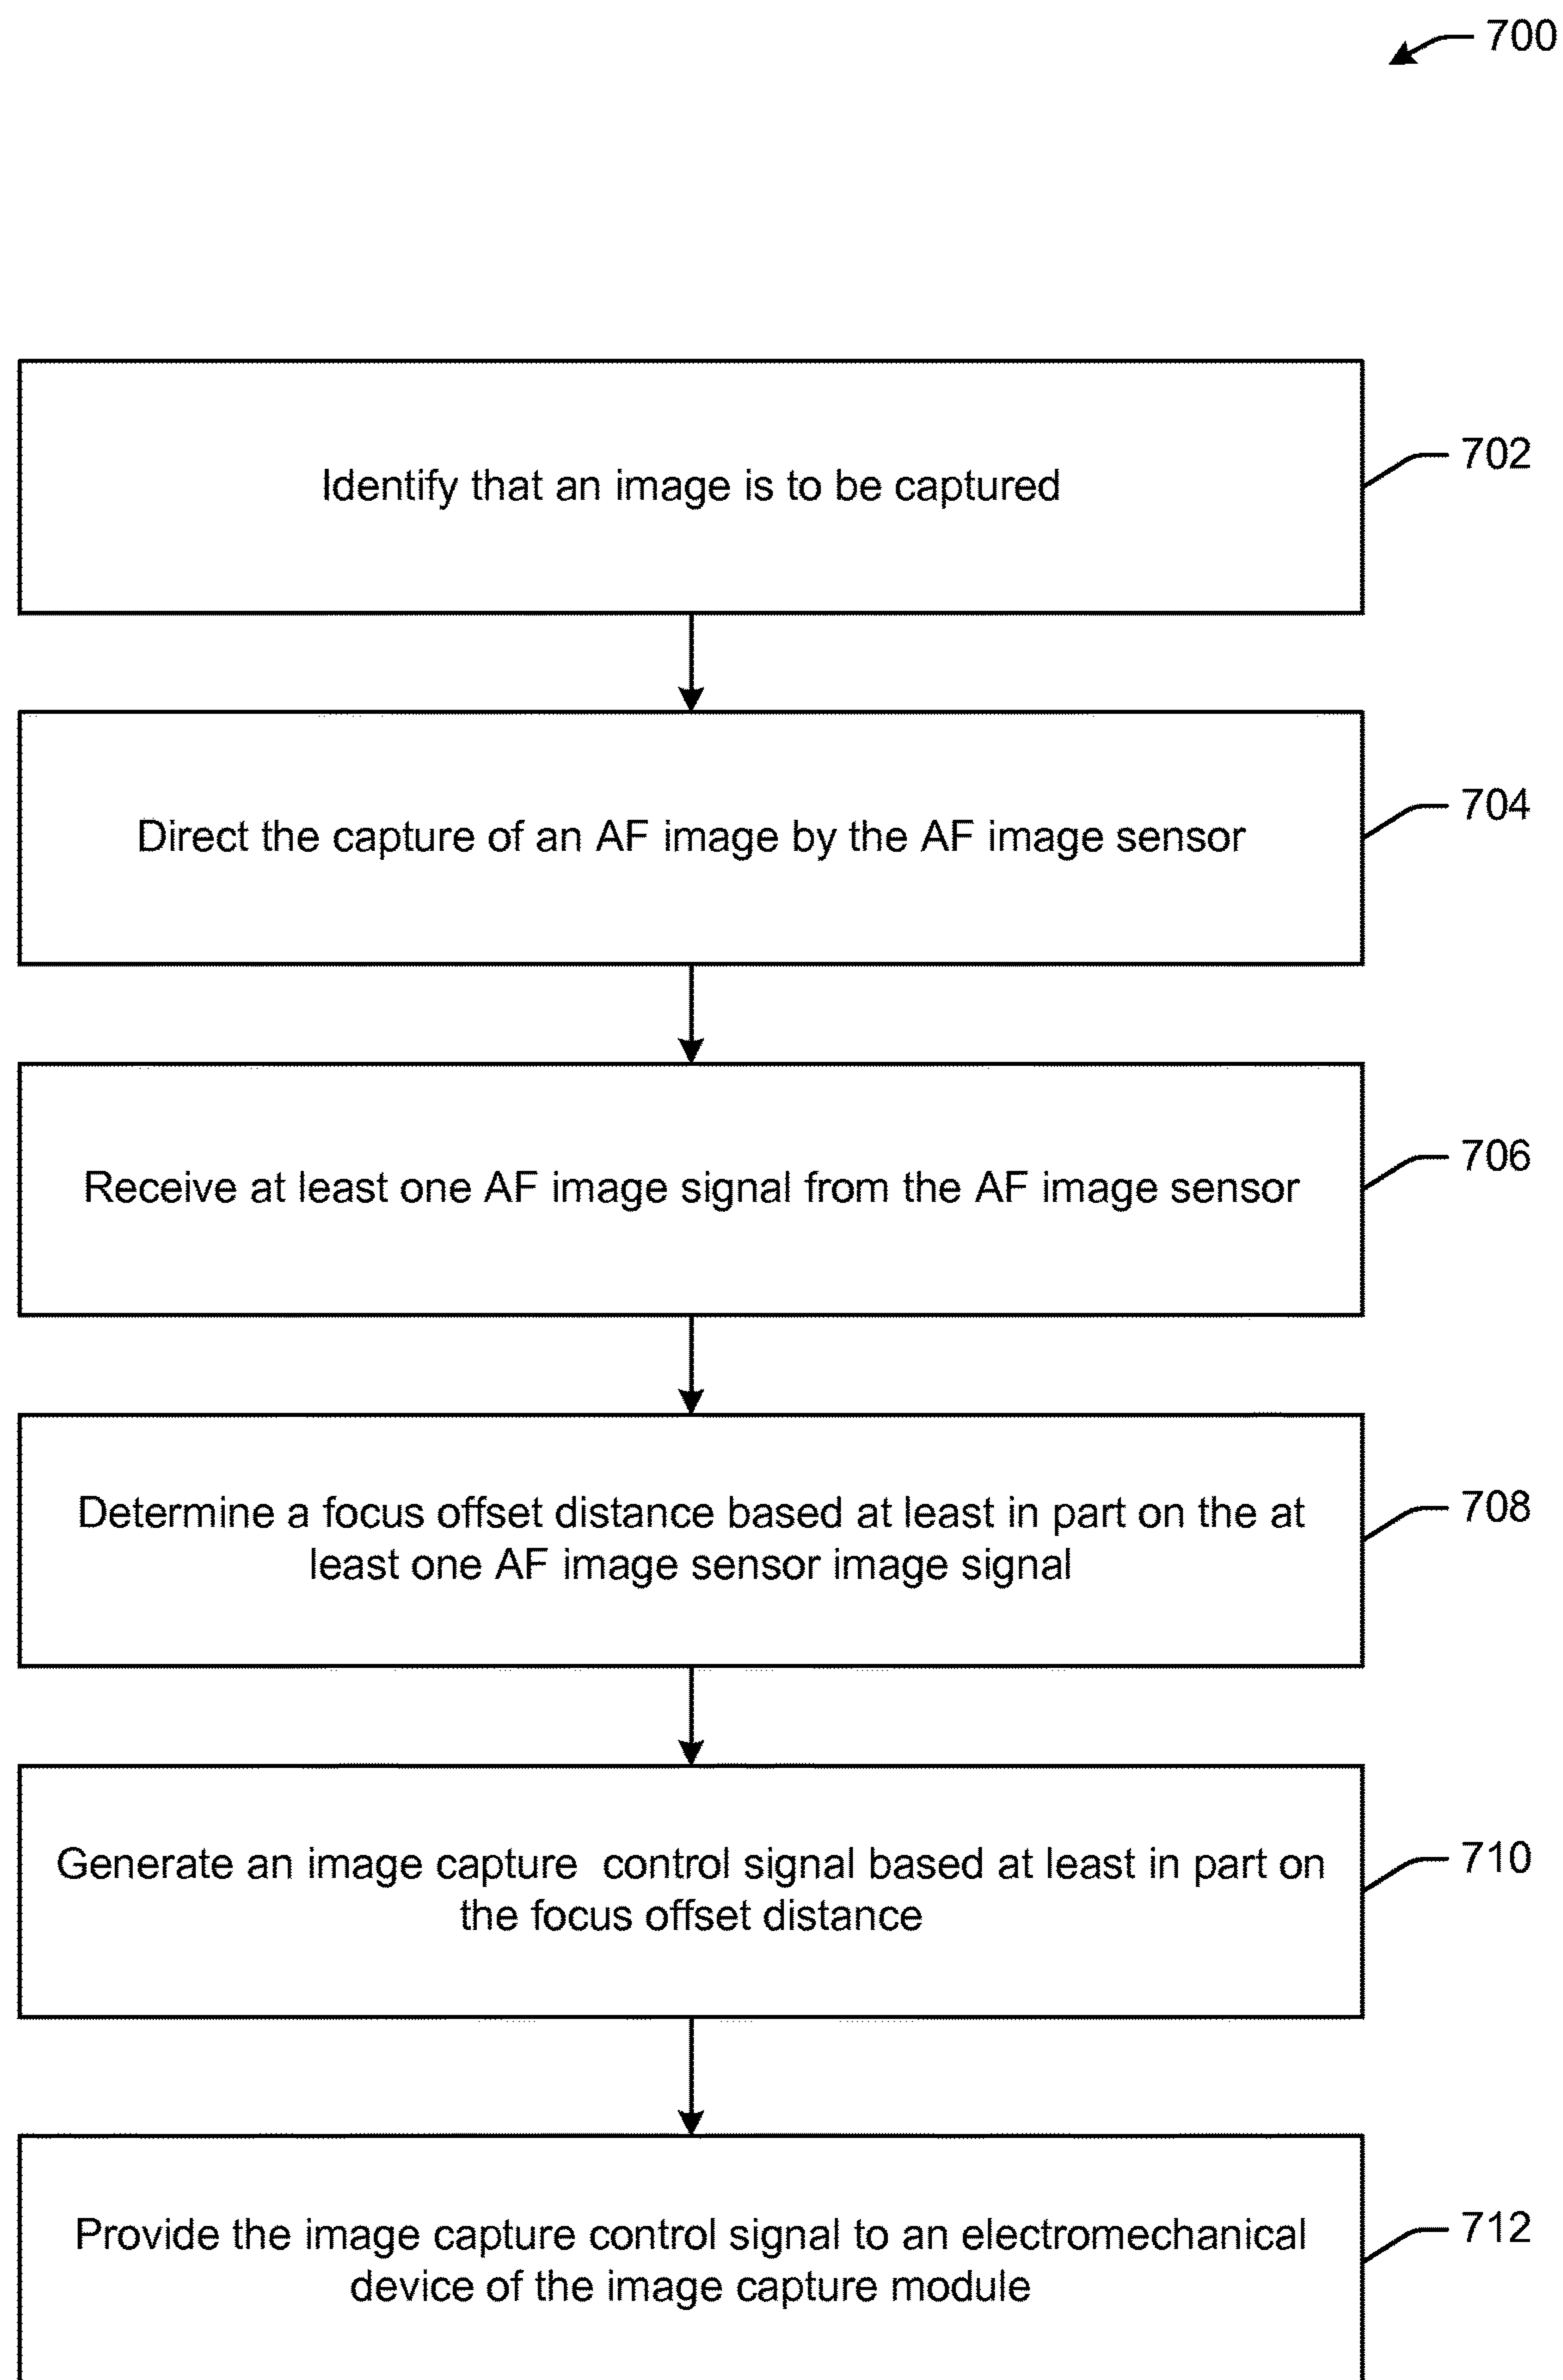 700
Identify that an image is to be captured
702
Direct the capture of an AF image by the AF image sensor
704
Receive at least one AF image signal from the AF image sensor
706
Determine a focus offset distance based at least in part on the at
least one AF image sensor image signal
708
Generate an image capture  control signal based at least in part on
the focus offset distance
710
Provide the image capture control signal to an electromechanical
device of the image capture module
712